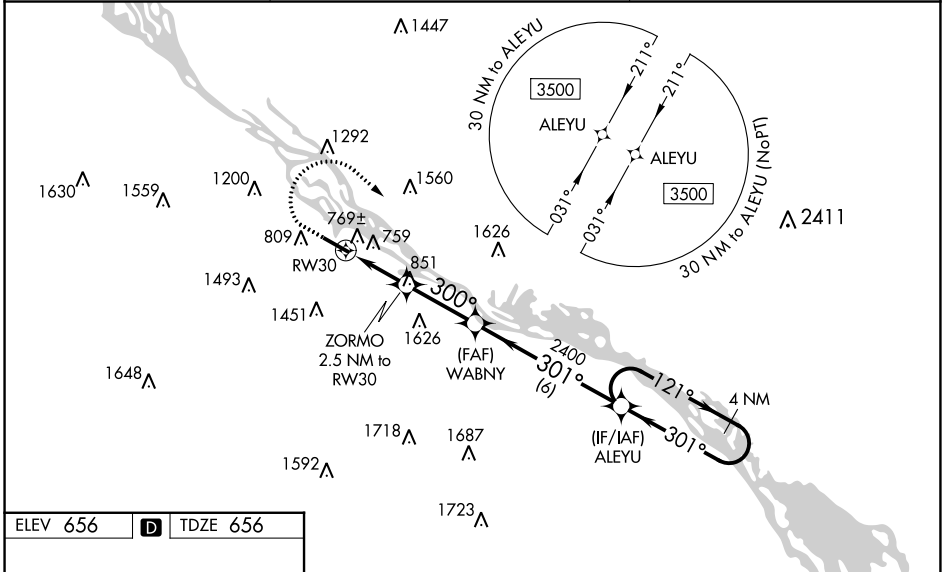 1447
30 NM to ALEYU
211°
3500
ALEYU
031°
211°
ALEYU
3500
031°
30 NM to ALEYU (NoPT)
2411
1292
1630
1559
1200
1560
769±
809
759
1626
RW30
851
1493
300°
1451
ZORMO
2.5 NM to
RW30
1626
(FAF)
WABNY
2400
301°
(6)
121°
4 NM
301°
(IF/IAF)
ALEYU
1648
1718
1687
1592
1723
ELEV 656 D TDZE 656